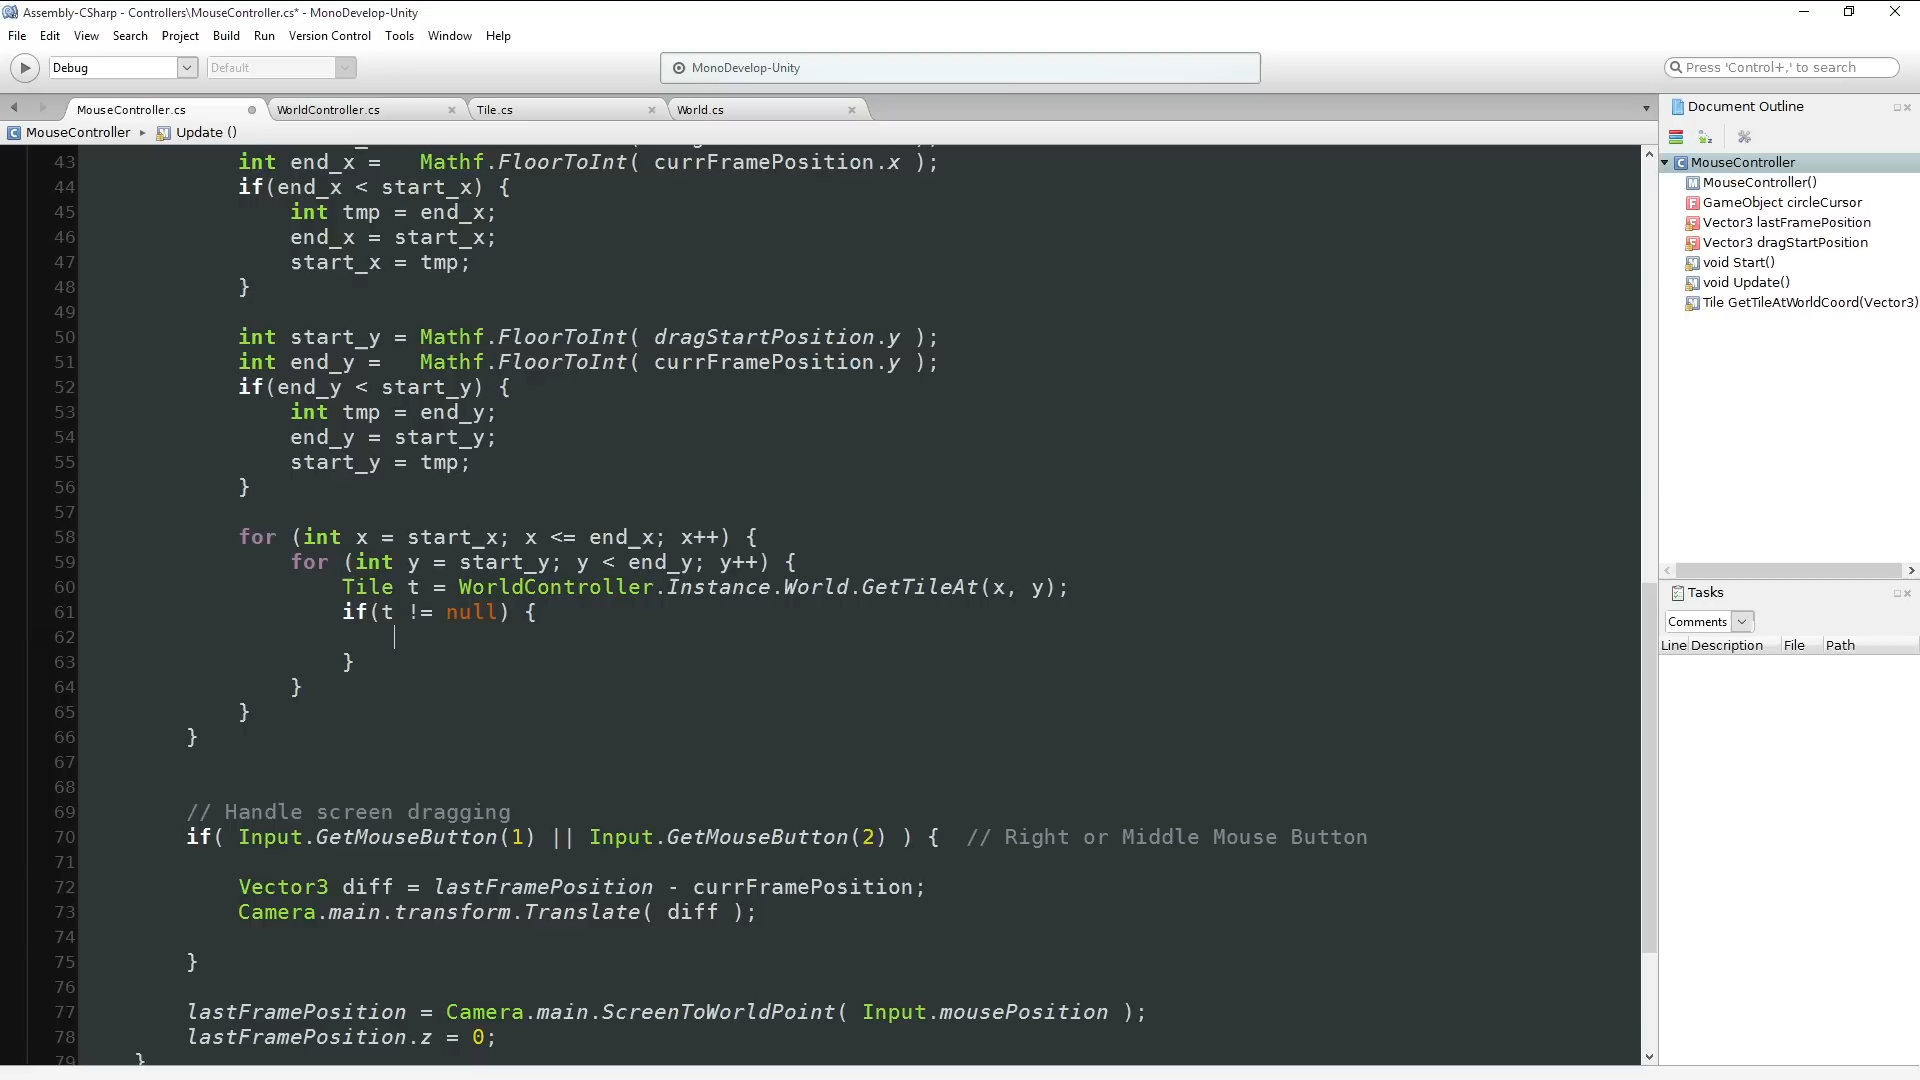 Assembly-CSharp - Controllers\MouseController.cs* - MonoDevelop-Unity
File Edit View Search Project Build Run Version Control Tools Window Help
Debug Default MonoDevelop-Unity Press 'Control+,' to search
MouseController.cs WorldController.cs Tile.cs World.cs
MouseController Update ()
43 int end_x =   Mathf.FloorToInt( currFramePosition.x );
44 if(end_x < start_x) {
45 int tmp = end_x;
46 end_x = start_x;
47 start_x = tmp;
48 }
49
50 int start_y = Mathf.FloorToInt( dragStartPosition.y );
51 int end_y =   Mathf.FloorToInt( currFramePosition.y );
52 if(end_y < start_y) {
53 int tmp = end_y;
54 end_y = start_y;
55 start_y = tmp;
56 }
57
58 for (int x = start_x; x <= end_x; x++) {
59 for (int y = start_y; y < end_y; y++) {
60 Tile t = WorldController.Instance.World.GetTileAt(x, y);
61 if(t != null) {
62
63 }
64 }
65 }
66 }
67
68
69 // Handle screen dragging
70 if( Input.GetMouseButton(1) || Input.GetMouseButton(2) ) {  // Right or Middle Mouse Button
71
72 Vector3 diff = lastFramePosition - currFramePosition;
73 Camera.main.transform.Translate( diff );
74
75 }
76
77 lastFramePosition = Camera.main.ScreenToWorldPoint( Input.mousePosition );
78 lastFramePosition.z = 0;
79 }
Document Outline
MouseController
MouseController()
GameObject circleCursor
Vector3 lastFramePosition
Vector3 dragStartPosition
void Start()
void Update()
Tile GetTileAtWorldCoord(Vector3)
Tasks
Comments
Line Description File Path